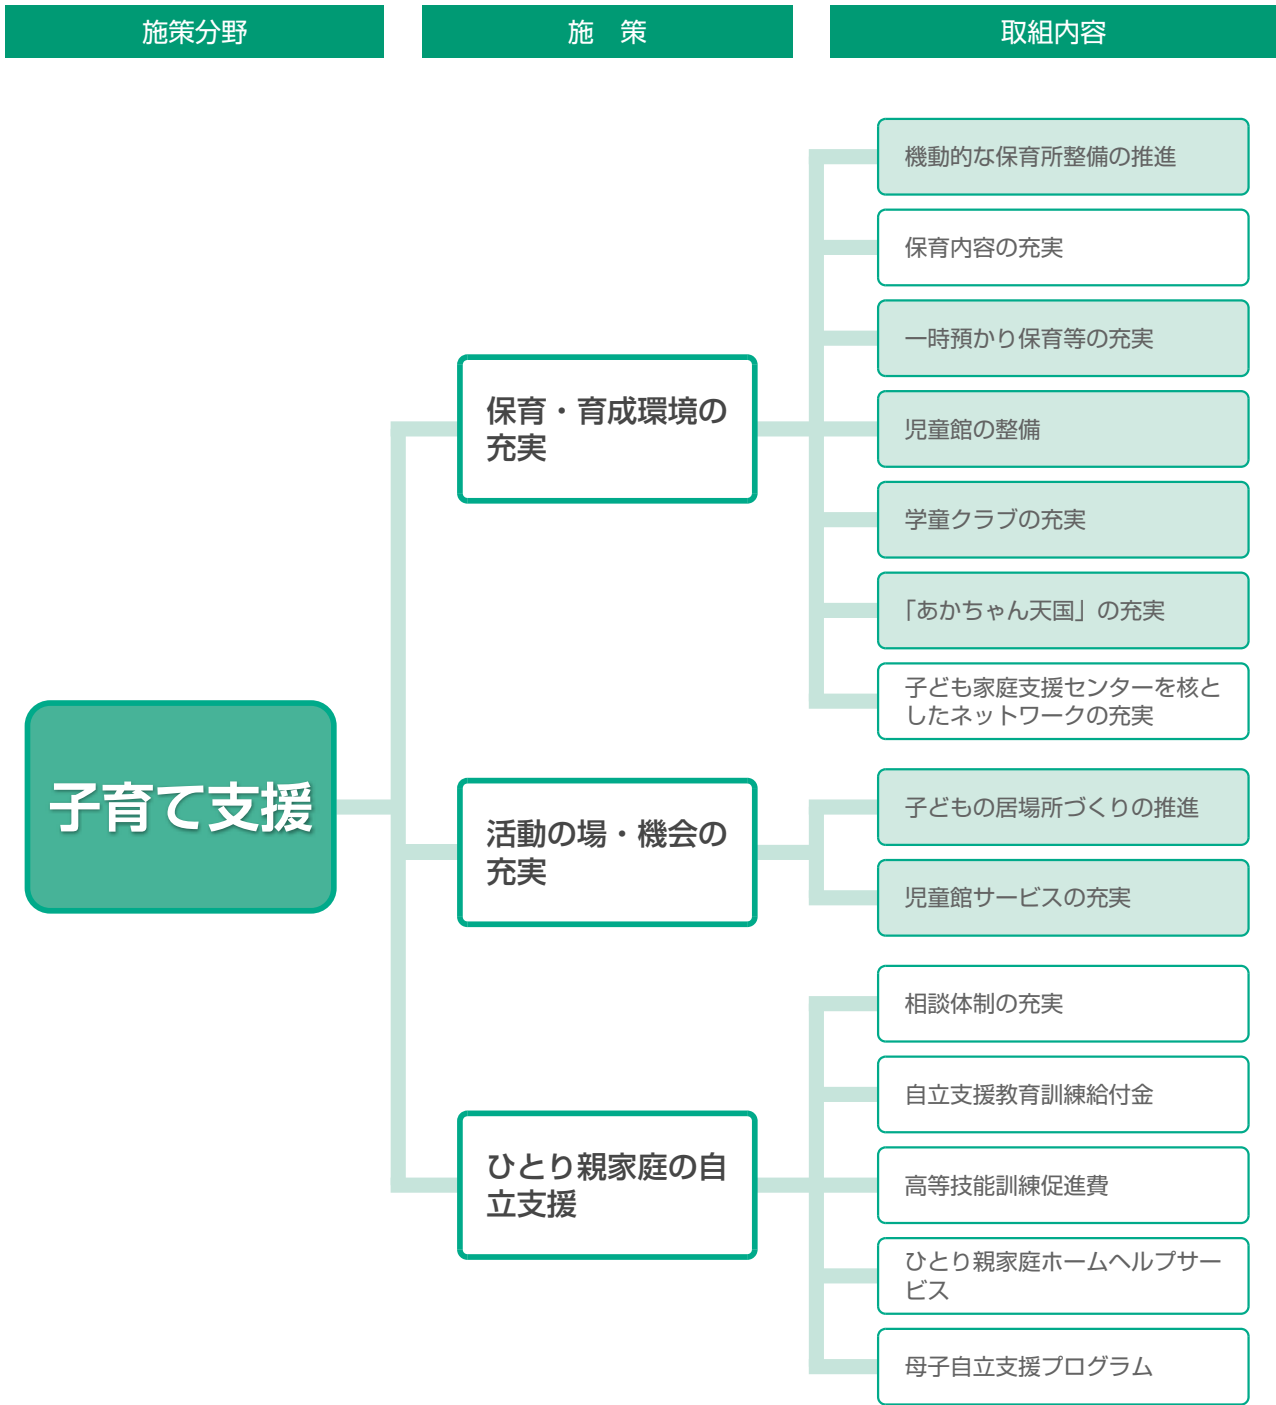 施策分野
施　策
取組内容
機動的な保育所整備の推進
保育内容の充実
一時預かり保育等の充実
保育・育成環境の
充実
児童館の整備
学童クラブの充実
「あかちゃん天国」の充実
子ども家庭支援センターを核と
したネットワークの充実
子育て支援
活動の場・機会の
充実
子どもの居場所づくりの推進
児童館サービスの充実
ひとり親家庭の自
立支援
相談体制の充実
自立支援教育訓練給付金
高等技能訓練促進費
ひとり親家庭ホームヘルプサー
ビス
母子自立支援プログラム